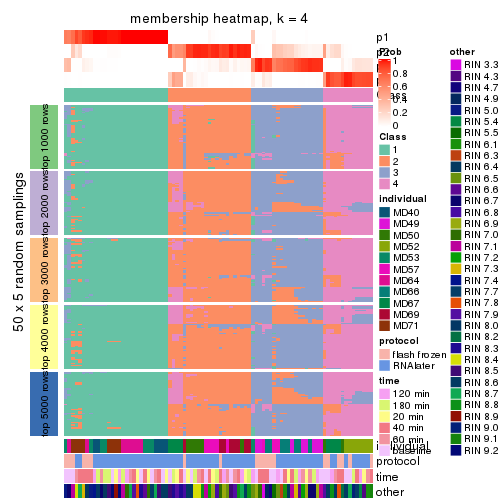 membership heatmap, k = 4
p1
p2
Prob
1
0.8
0.6
0.4
0.2
0
Class
1
2
3
4
individual
MD40
MD49
MD50
MD52
MD53
MD57
MD64
MD66
MD67
MD69
MD71
protocol
flash frozen
RNAlater
time
120 min
180 min
20 min
40 min
60 min
baseline
other
RIN 3.3
RIN 4.3
RIN 4.7
RIN 4.9
RIN 5.0
RIN 5.4
RIN 5.5
RIN 6.1
RIN 6.3
RIN 6.4
RIN 6.5
RIN 6.6
RIN 6.7
RIN 6.8
RIN 6.9
RIN 7.0
RIN 7.1
RIN 7.2
RIN 7.3
RIN 7.4
RIN 7.7
RIN 7.8
RIN 7.9
RIN 8.0
RIN 8.2
RIN 8.3
RIN 8.4
RIN 8.5
RIN 8.6
RIN 8.7
RIN 8.8
RIN 8.9
RIN 9.0
RIN 9.1
RIN 9.2
50 x 5 random samplings
top 1000 rows
top 2000 rows
top 3000 rows
top 4000 rows
top 5000 rows
individual
protocol
time
other